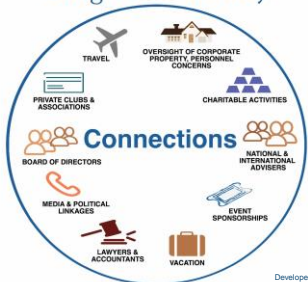 TRAVEL
OVERSIGHT OF CORPORATE
PROPERTY, PERSONNEL
CONCERNS
PRIVATE CLUBS &
ASSOCIATIONS
CHARITABLE ACTIVITIES
Connections
BOARD OF DIRECTORS
NATIONAL &
INTERNATIONAL
ADVISERS
MEDIA & POLITICAL
LINKAGES
EVENT
SPONSORSHIPS
LAWYERS &
ACCOUNTANTS
VACATION